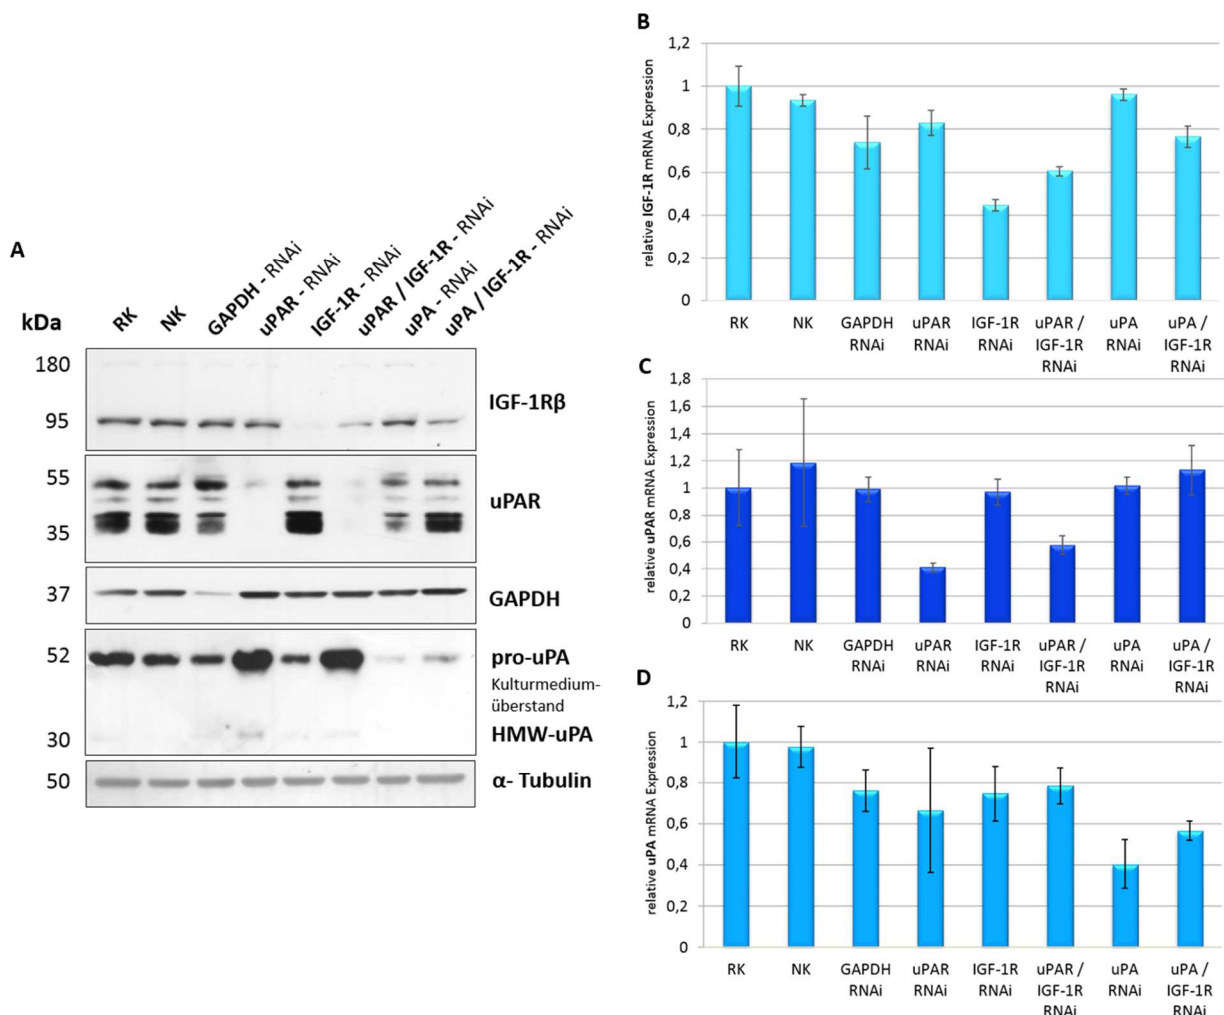 A
kDa
RK
NK
GAPDH - RNAi
uPAR - RNAi
IGF-1R - RNAi
uPAR / IGF-1R - RNAi
uPA - RNAi
uPA / IGF-1R - RNAi
180
95
IGF-1Rβ
55
35
uPAR
37
GAPDH
52
pro-uPA
Kulturmedium-
überstand
30
HMW-uPA
50
α- Tubulin
B
relative IGF-1R mRNA Expression
1,2
1
0,8
0,6
0,4
0,2
0
RK NK GAPDH uPAR IGF-1R uPAR / uPA uPA /
RNAi RNAi RNAi IGF-1R RNAi IGF-1R
RNAi RNAi
C
relative uPAR mRNA Expression
1,8
1,6
1,4
1,2
1,0
0,8
0,6
0,4
0,2
0
RK NK GAPDH uPAR IGF-1R uPAR / uPA uPA /
RNAi RNAi RNAi IGF-1R RNAi IGF-1R
RNAi RNAi
D
relative uPA mRNA Expression
1,2
1
0,8
0,6
0,4
0,2
0
RK NK GAPDH uPAR IGF-1R uPAR / uPA uPA /
RNAi RNAi RNAi IGF-1R RNAi IGF-1R
RNAi RNAi